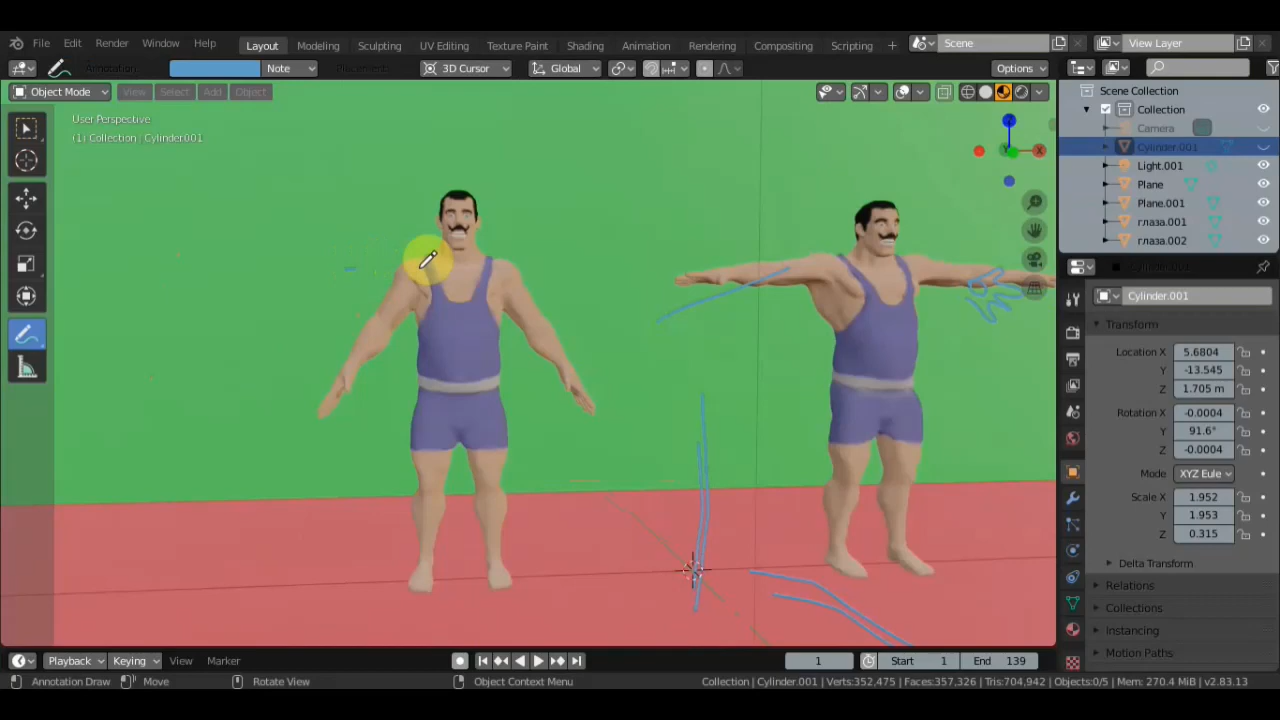 File Edit Render Window Help Layout Modeling Sculpting UV Editing Texture Paint Shading Animation Rendering Compositing Scripting + Scene View Layer
Annotation: Note Placement: 3D Cursor Global Options
Object Mode View Select Add Object
User Perspective
(1) Collection | Cylinder.001
Z
X
Y
Scene Collection
Collection
Camera
Cylinder.001
Light.001
Plane
Plane.001
глаза.001
глаза.002
Cylinder.001
Transform
Location X 5.6804
Y -13.545
Z 1.705 m
Rotation X -0.0004
Y 91.6°
Z -0.0004
Mode XYZ Eule
Scale X 1.952
Y 1.953
Z 0.315
Delta Transform
Relations
Collections
Instancing
Motion Paths
Playback Keying View Marker 1 Start 1 End 139
Annotation Draw Move Rotate View Object Context Menu Collection | Cylinder.001 | Verts:352,475 | Faces:357,326 | Tris:704,942 | Objects:0/5 | Mem: 270.4 MiB | v2.83.13